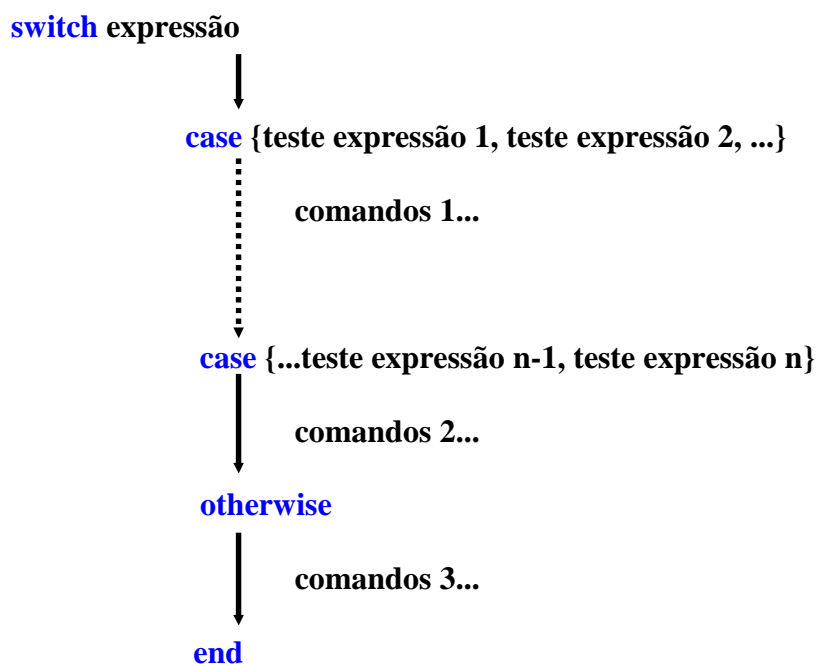 switch expressão
case {teste expressão 1, teste expressão 2, ...}
comandos 1...
case {...teste expressão n-1, teste expressão n}
comandos 2...
otherwise
comandos 3...
end